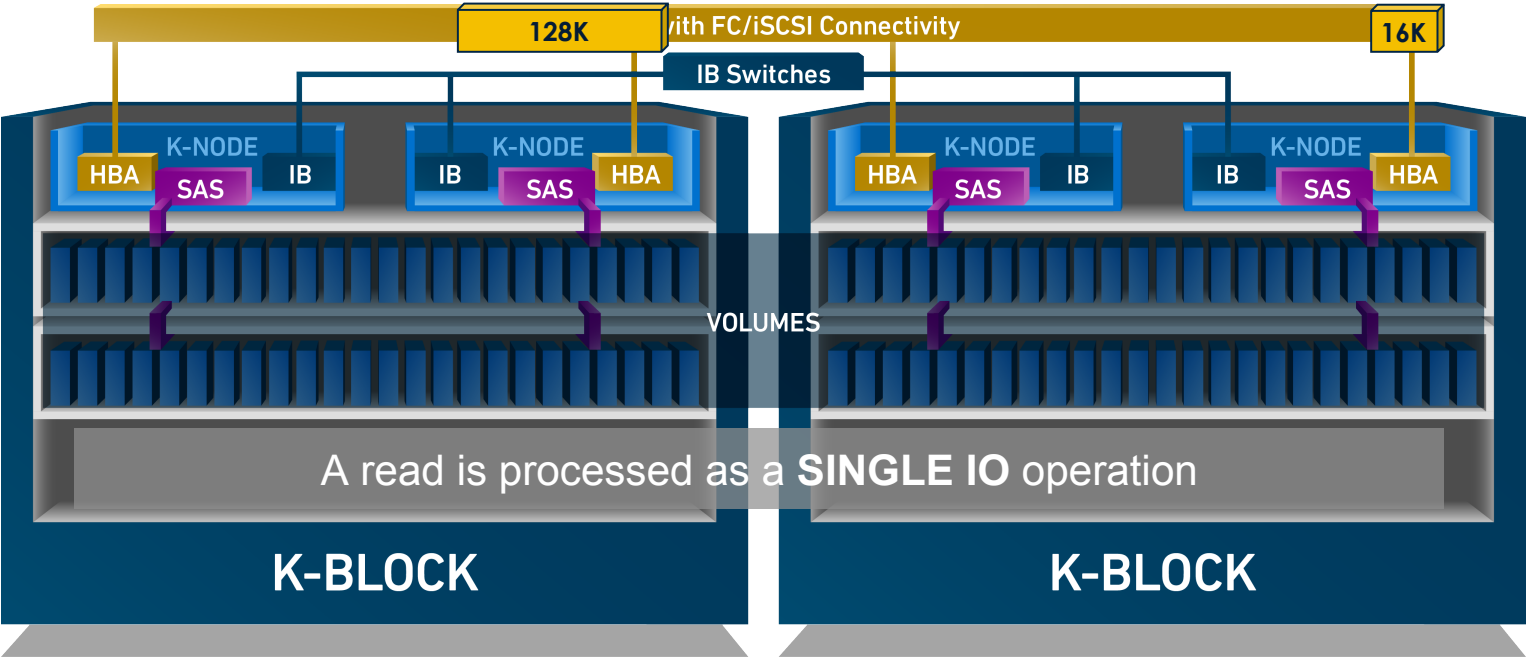 128K
with FC/iSCSI Connectivity
16K
IB Switches
K-NODE
K-NODE
K-NODE
K-NODE
HBA
SAS
IB
IB
SAS
HBA
HBA
SAS
IB
IB
SAS
HBA
VOLUMES
A read is processed as a SINGLE IO operation
K-BLOCK
K-BLOCK